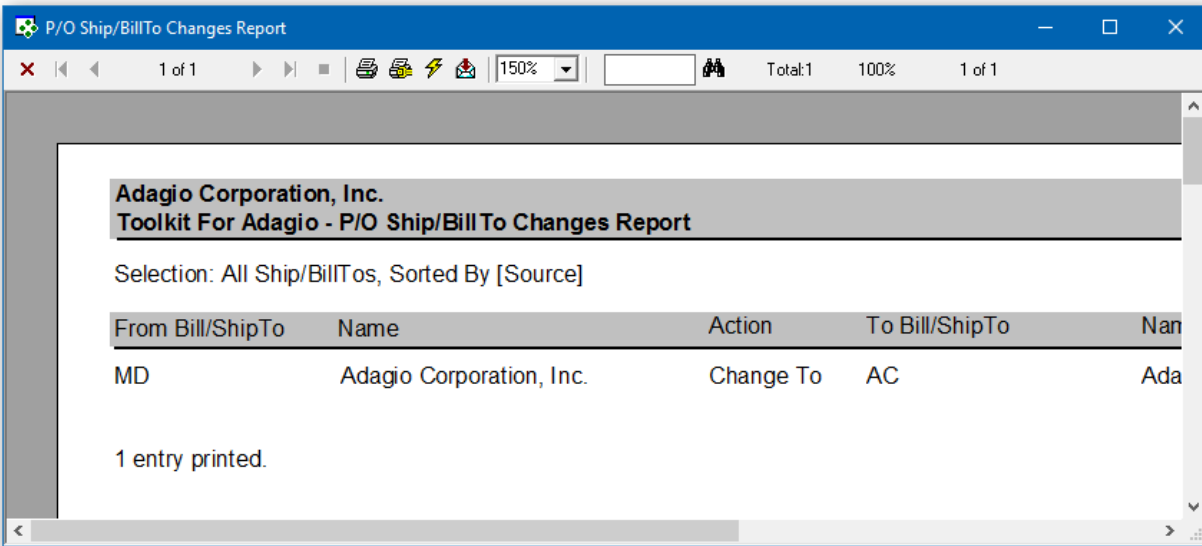 P/O Ship/BillTo Changes Report
1 of 1 150% Total:1 100% 1 of 1
Adagio Corporation, Inc.
Toolkit For Adagio - P/O Ship/BillTo Changes Report
Selection: All Ship/BillTos, Sorted By [Source]
From Bill/ShipTo Name Action To Bill/ShipTo Nam
MD Adagio Corporation, Inc. Change To AC Ada
1 entry printed.